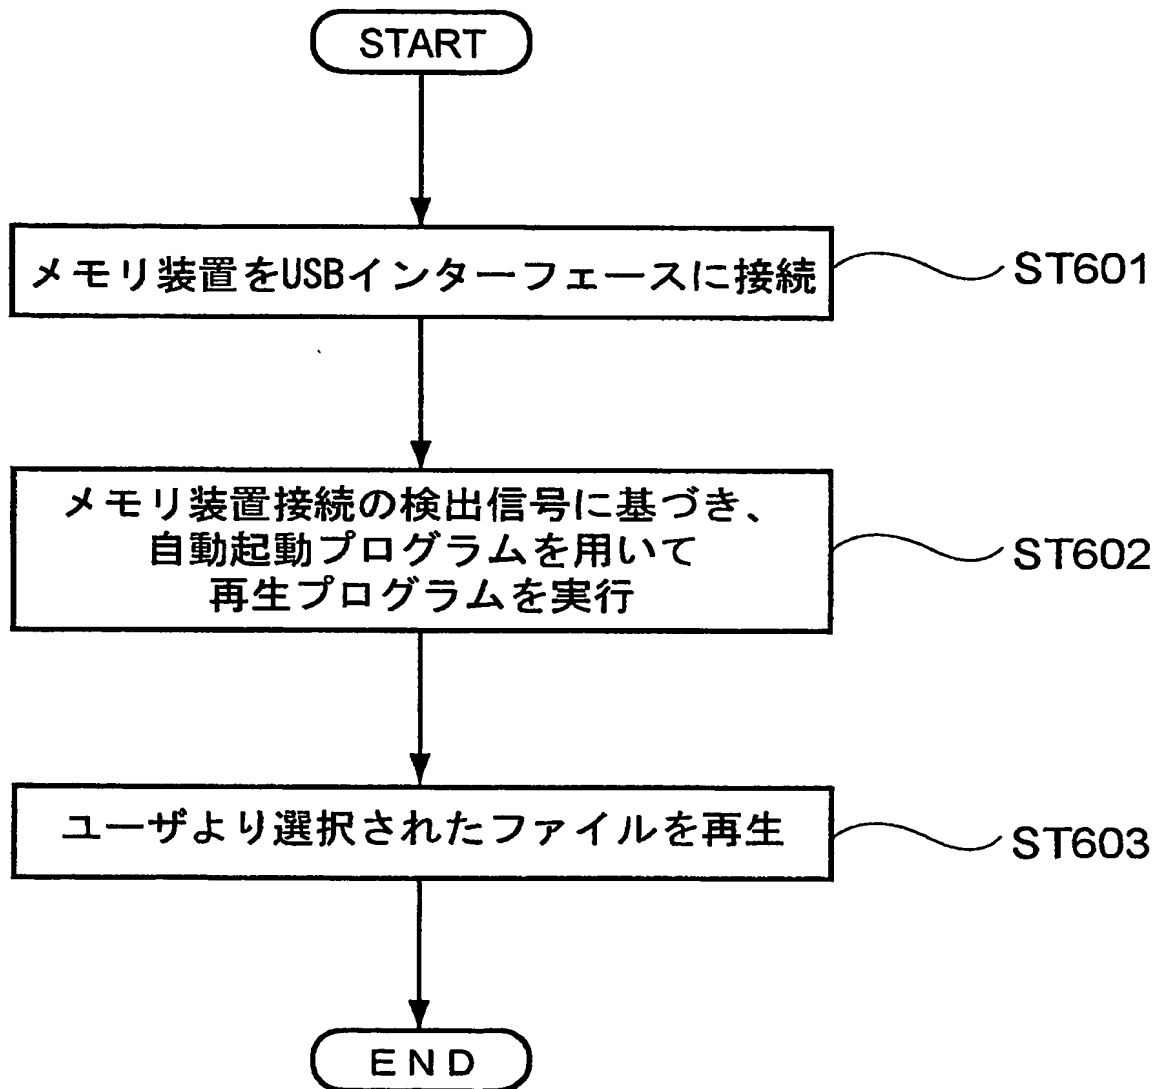 START
メモリ装置をUSBインターフェースに接続
ST601
メモリ装置接続の検出信号に基づき、
自動起動プログラムを用いて
再生プログラムを実行
ST602
ユーザより選択されたファイルを再生
ST603
END